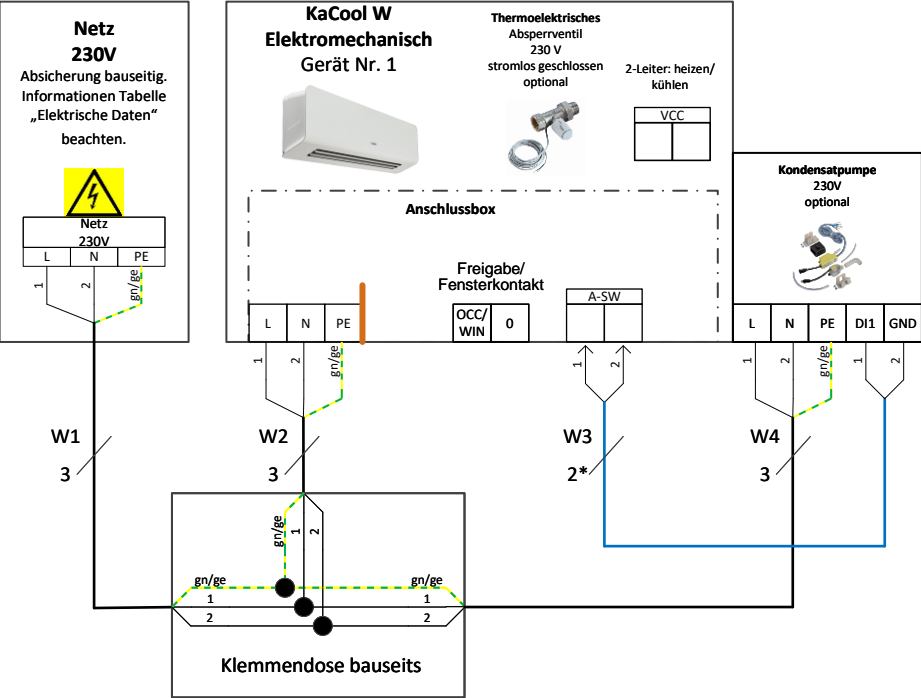 Netz
230V
Absicherung bauseitig.
Informationen Tabelle
„Elektrische Daten“
beachten.
Netz
230V
L N PE
1 2 gn/ge
KaCool W
Elektromechanisch
Gerät Nr. 1
Thermoelektrisches
Absperrventil
230 V
stromlos geschlossen
optional
2-Leiter: heizen/
kühlen
VCC
Anschlussbox
Freigabe/
Fensterkontakt
L N PE
OCC/
WIN
0
A-SW
1 2 gn/ge
1 2
Kondensatpumpe
230V
optional
L N PE DI1 GND
1 2 gn/ge 1 2
W1
3
W2
3
W3
2*
W4
3
gn/ge 1 2
gn/ge gn/ge
1 1
2 2
Klemmendose bauseits